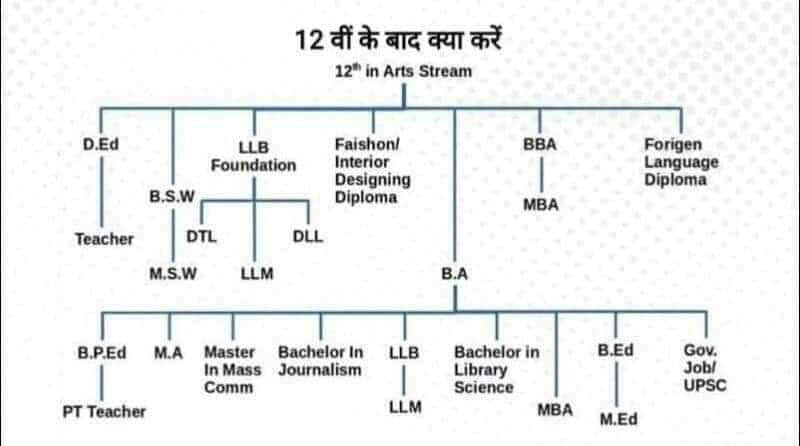 12 वीं के बाद क्या करें
12th in Arts Stream
D.Ed
LLB
Foundation
Faishon/
Interior
Designing
Diploma
BBA
Forigen
Language
Diploma
B.S.W
MBA
Teacher
DTL
DLL
M.S.W
LLM
B.A
B.P.Ed
M.A
Master
In Mass
Comm
Bachelor In
Journalism
LLB
Bachelor in
Library
Science
B.Ed
Gov.
Job/
UPSC
PT Teacher
LLM
MBA
M.Ed